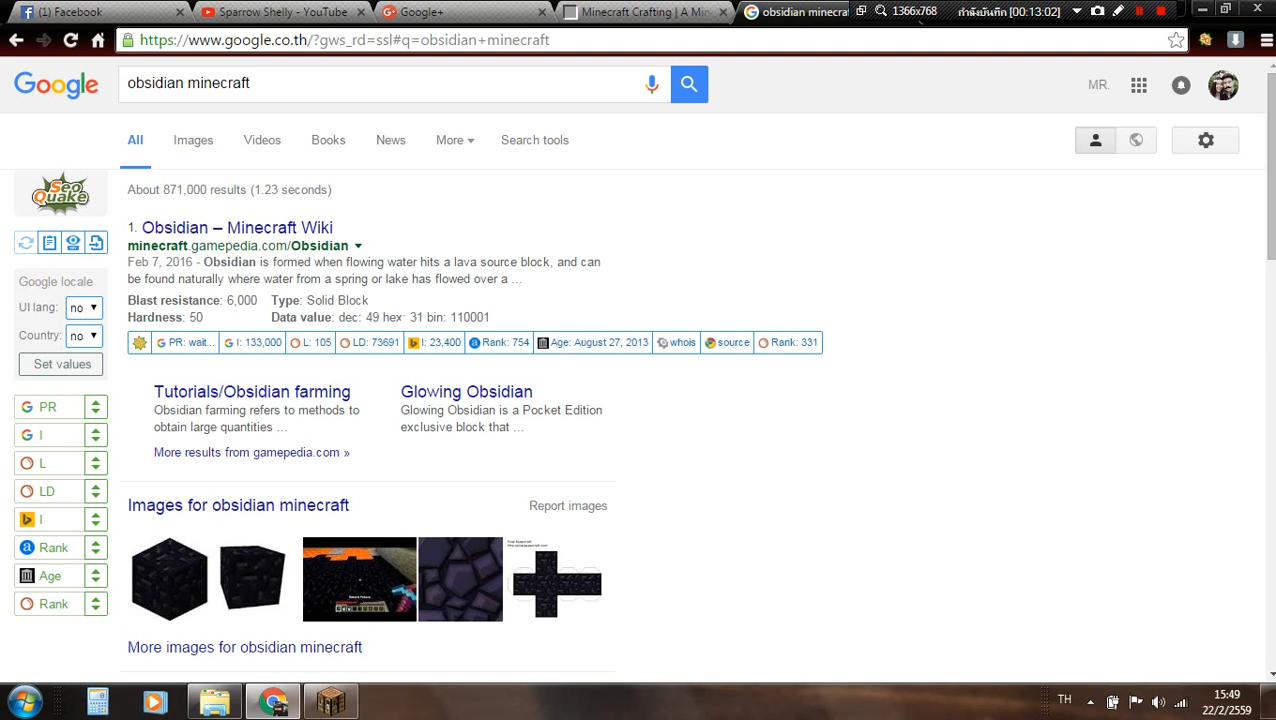 (1) Facebook
Sparrow Shelly - YouTube
Google+
Minecraft Crafting | A Min
obsidian minecra
1366x768
กำลังบันทึก [00:13:02]
https://www.google.co.th/?gws_rd=ssl#q=obsidian+minecraft
Google
obsidian minecraft
MR.
All
Images
Videos
Books
News
More
Search tools
Seo Quake
About 871,000 results (1.23 seconds)
1. Obsidian – Minecraft Wiki
minecraft.gamepedia.com/Obsidian
Feb 7, 2016 - Obsidian is formed when flowing water hits a lava source block, and can
be found naturally where water from a spring or lake has flowed over a ...
Blast resistance: 6,000 Type: Solid Block
Hardness: 50 Data value: dec: 49 hex: 31 bin: 110001
PR: wait... I: 133,000 L: 105 LD: 73691 I: 23,400 Rank: 754 Age: August 27, 2013 whois source Rank: 331
Google locale
UI lang: no
Country: no
Set values
PR
I
L
LD
I
Rank
Age
Rank
Tutorials/Obsidian farming
Obsidian farming refers to methods to
obtain large quantities ...
Glowing Obsidian
Glowing Obsidian is a Pocket Edition
exclusive block that ...
More results from gamepedia.com »
Images for obsidian minecraft
Report images
More images for obsidian minecraft
TH
15:49
22/2/2559